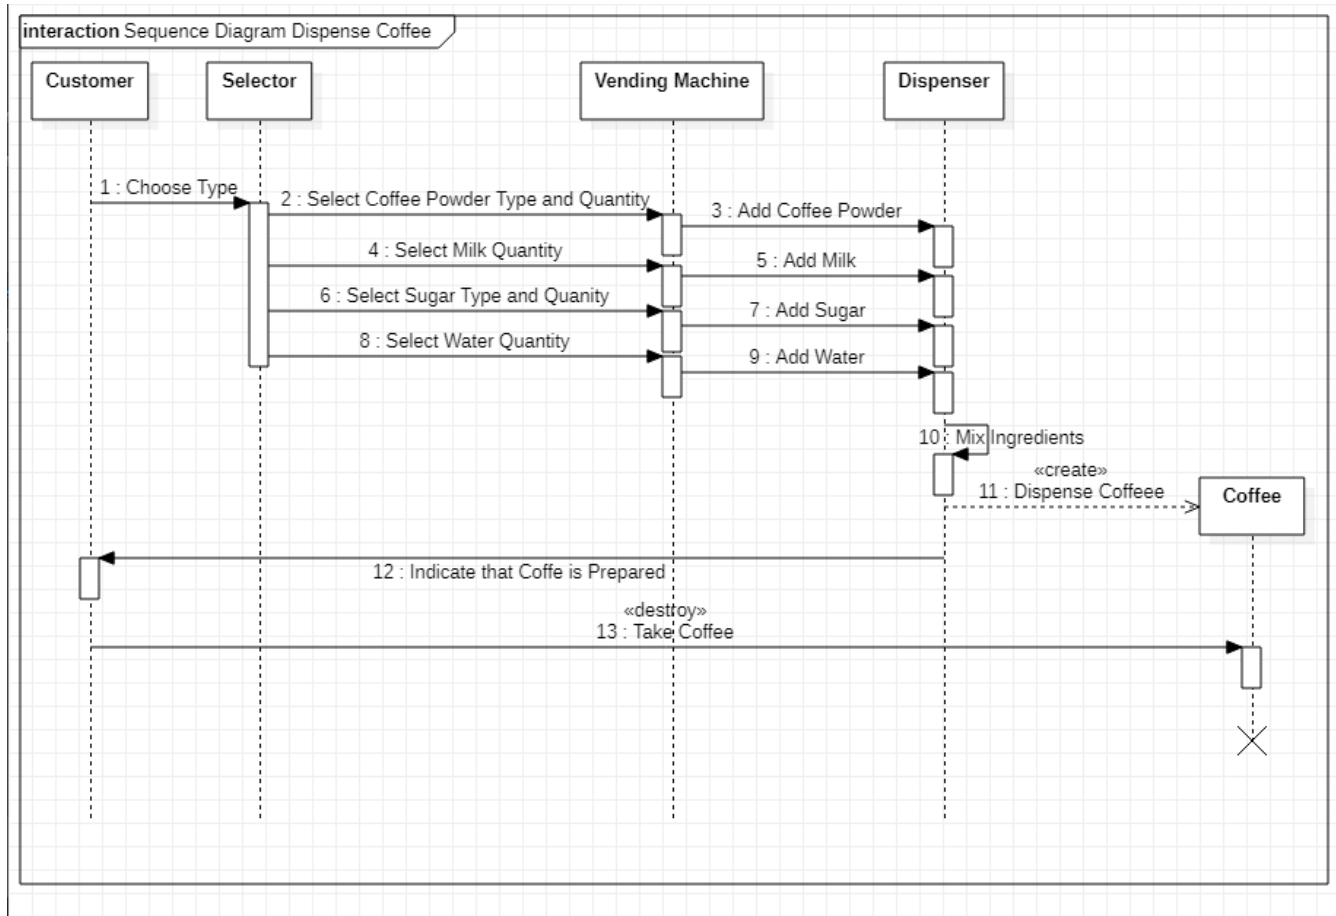 interaction Sequence Diagram Dispense Coffee
Customer
Selector
Vending Machine
Dispenser
1 : Choose Type
2 : Select Coffee Powder Type and Quantity
3 : Add Coffee Powder
4 : Select Milk Quantity
5 : Add Milk
6 : Select Sugar Type and Quanity
7 : Add Sugar
8 : Select Water Quantity
9 : Add Water
10 : Mix Ingredients
«create»
11 : Dispense Coffeee
Coffee
12 : Indicate that Coffe is Prepared
«destroy»
13 : Take Coffee